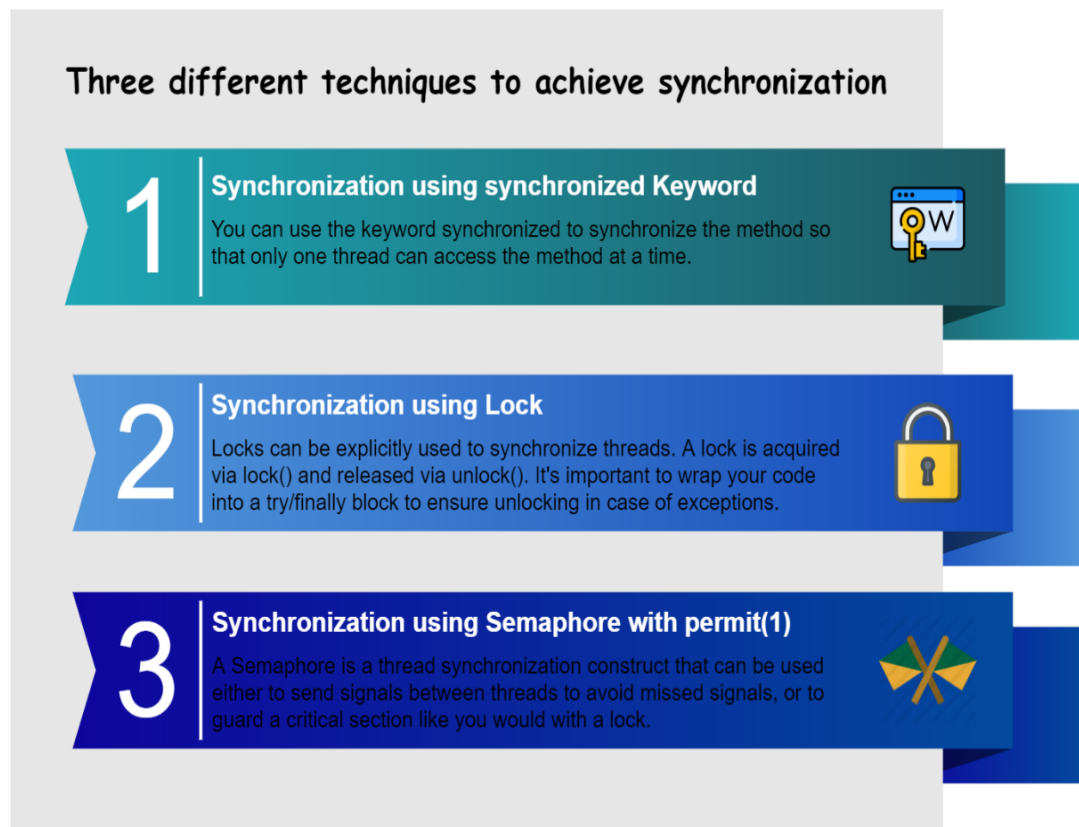 Three different techniques to achieve synchronization
1
Synchronization using synchronized Keyword
You can use the keyword synchronized to synchronize the method so
that only one thread can access the method at a time.
W
2
Synchronization using Lock
Locks can be explicitly used to synchronize threads. A lock is acquired
via lock() and released via unlock(). It's important to wrap your code
into a try/finally block to ensure unlocking in case of exceptions.
3
Synchronization using Semaphore with permit(1)
A Semaphore is a thread synchronization construct that can be used
either to send signals between threads to avoid missed signals, or to
guard a critical section like you would with a lock.